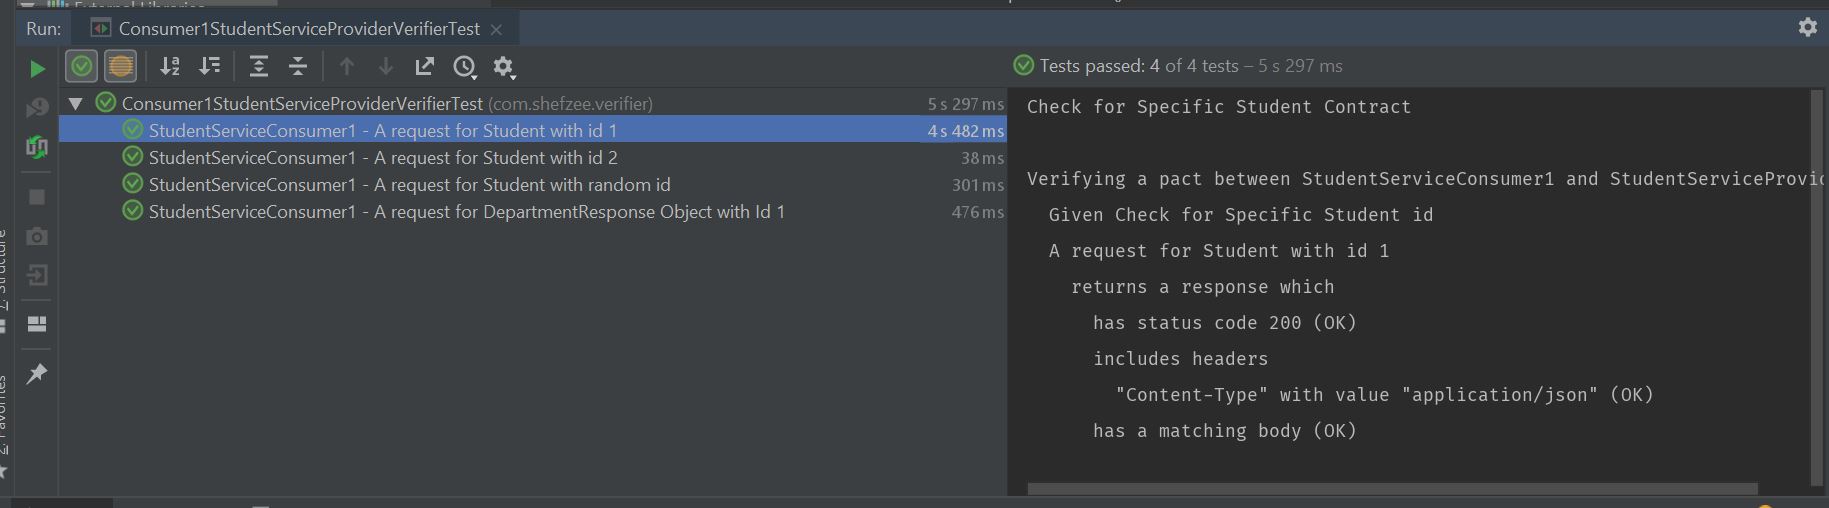 External Libraries
Run: Consumer1StudentServiceProviderVerifierTest
Tests passed: 4 of 4 tests – 5 s 297 ms
Consumer1StudentServiceProviderVerifierTest (com.shefzee.verifier) 5 s 297 ms
StudentServiceConsumer1 - A request for Student with id 1 4 s 482 ms
StudentServiceConsumer1 - A request for Student with id 2 38 ms
StudentServiceConsumer1 - A request for Student with random id 301 ms
StudentServiceConsumer1 - A request for DepartmentResponse Object with Id 1 476 ms
Check for Specific Student Contract
Verifying a pact between StudentServiceConsumer1 and StudentServiceProvid
Given Check for Specific Student id
A request for Student with id 1
returns a response which
has status code 200 (OK)
includes headers
"Content-Type" with value "application/json" (OK)
has a matching body (OK)
Z: Structure
2: Favorites